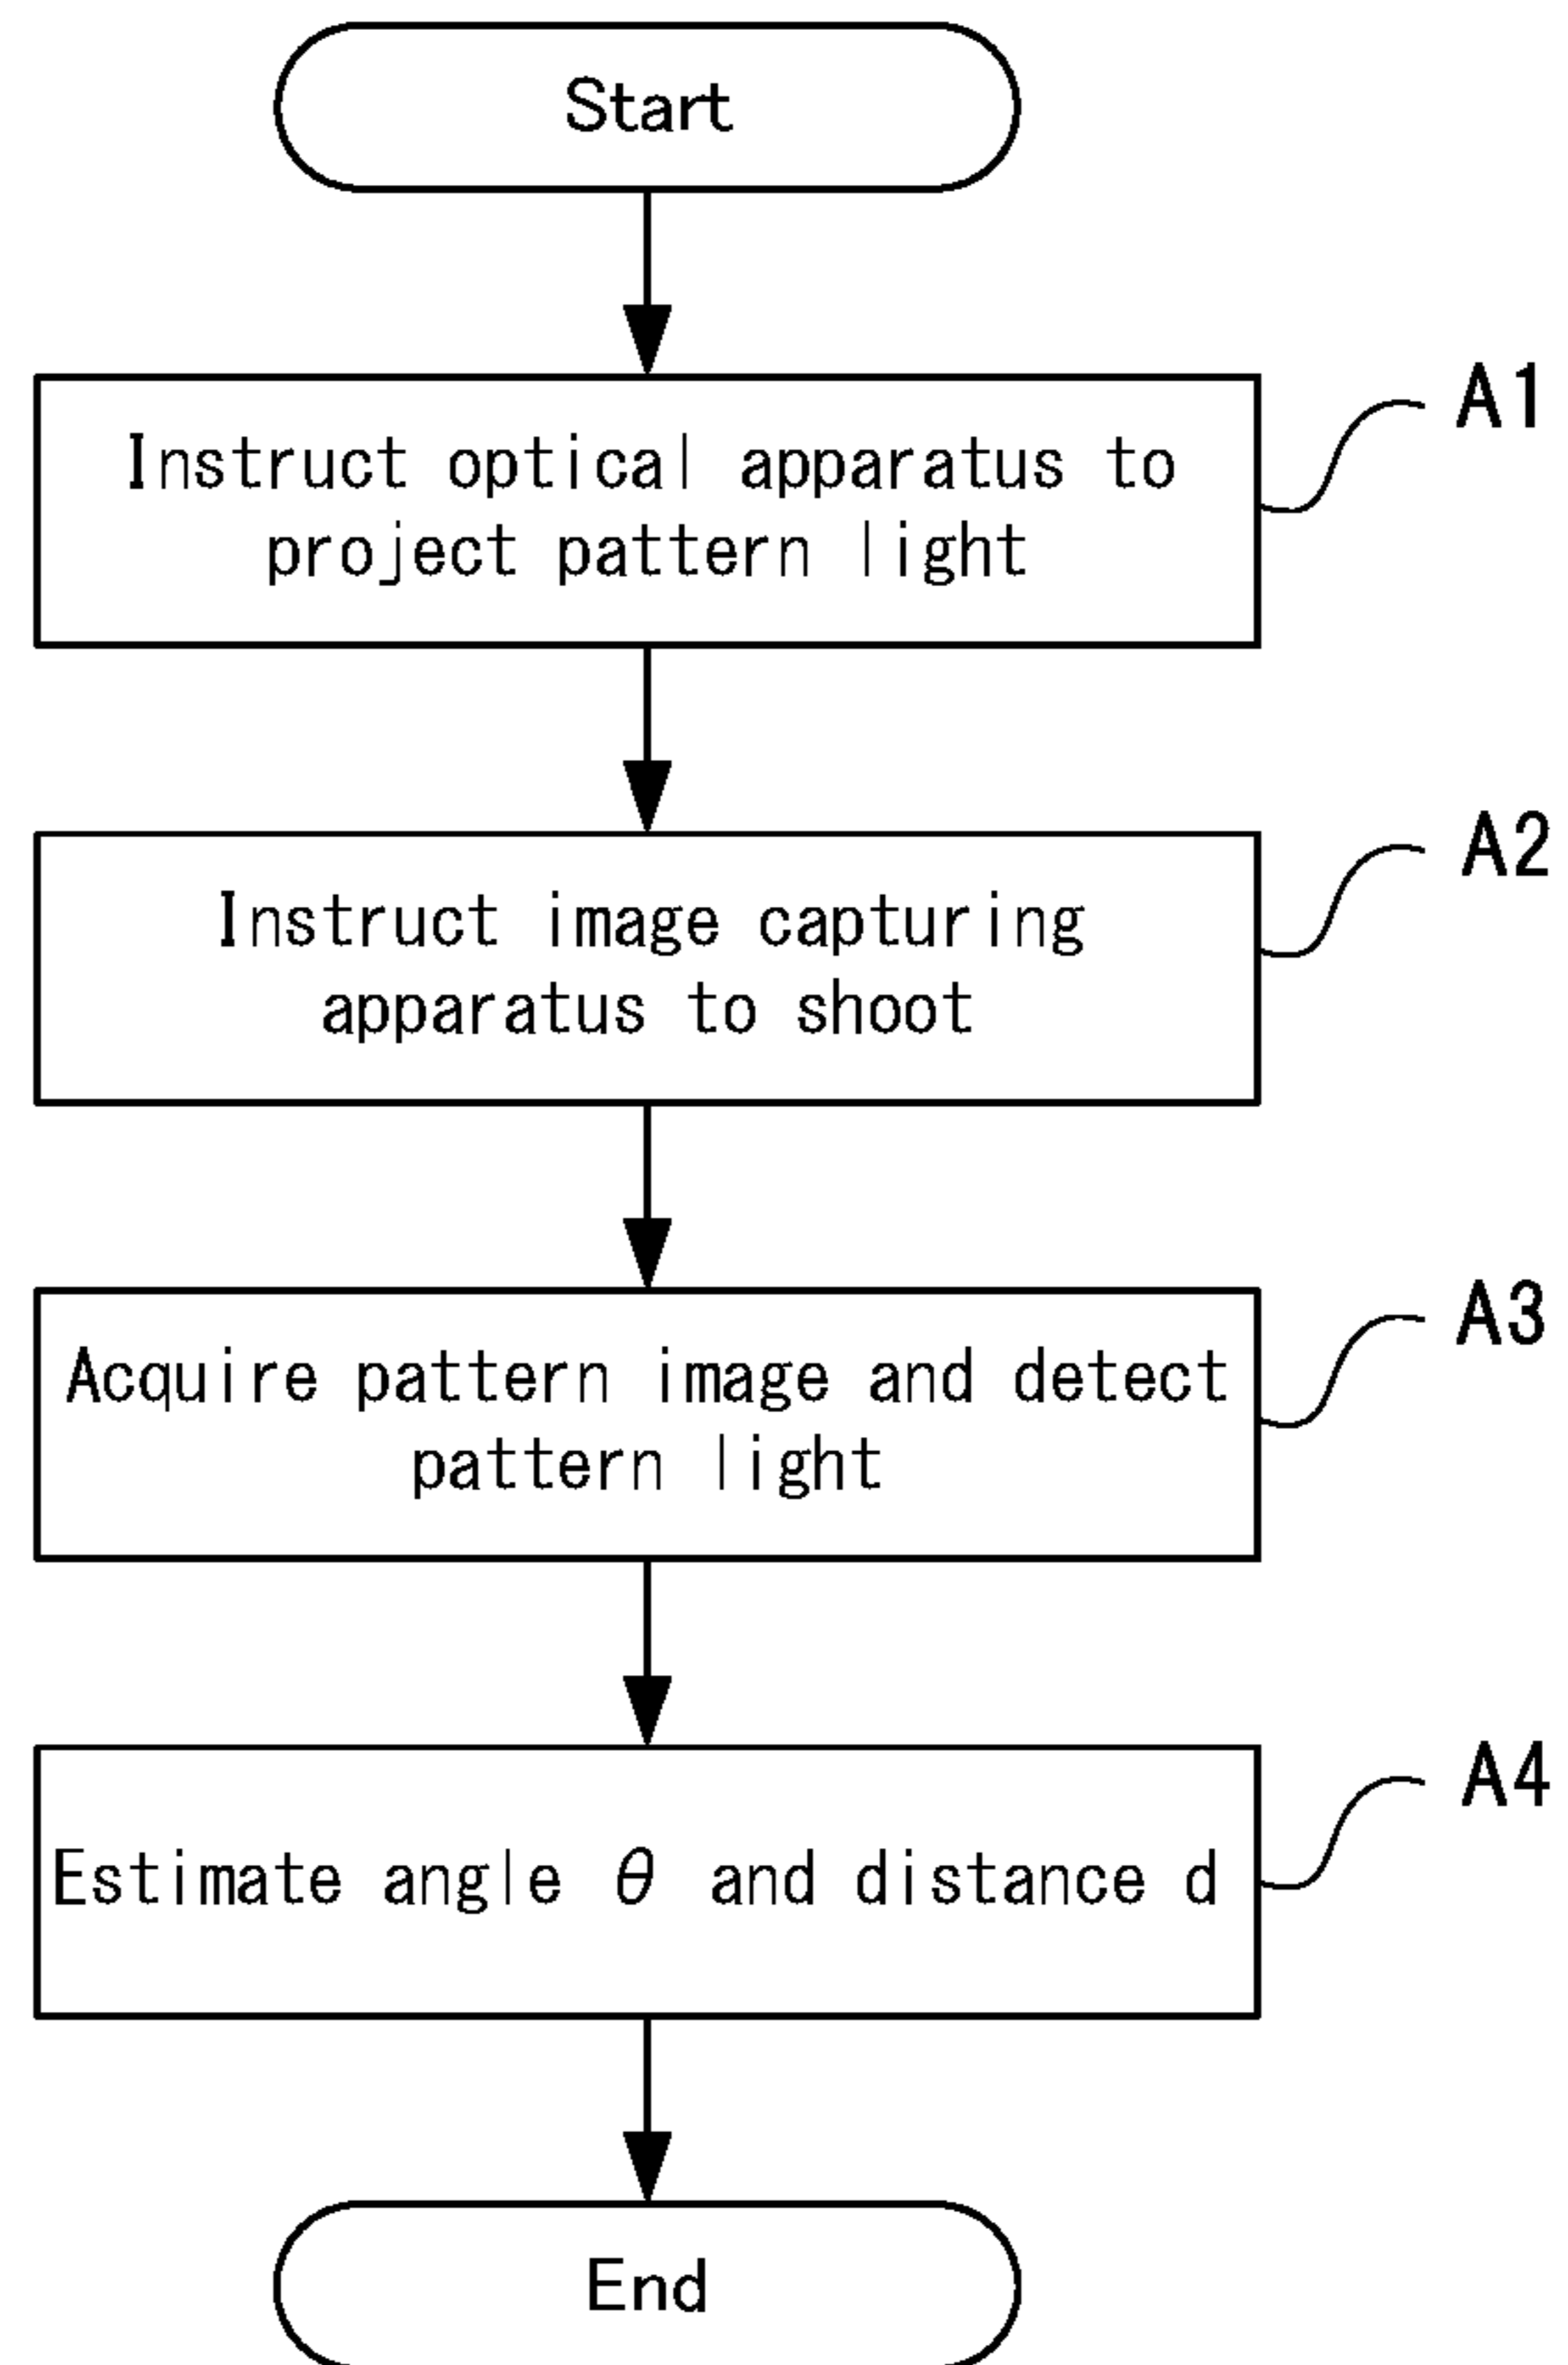 Start
A1
Instruct optical apparatus to
project pattern light
A2
Instruct image capturing
apparatus to shoot
A3
Acquire pattern image and detect
pattern light
A4
Estimate angle θ and distance d
End